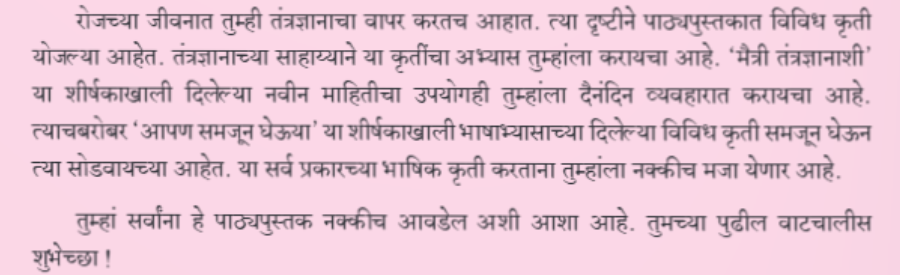 रोजच्या जीवनात तुम्ही तंत्रज्ञानाचा वापर करतच आहात. त्या दृष्टीने पाठ्यपुस्तकात विविध कृती
योजल्या आहेत. तंत्रज्ञानाच्या साहाय्याने या कृतींचा अभ्यास तुम्हांला करायचा आहे. ‘मैत्री तंत्रज्ञानाशी’
या शीर्षकाखाली दिलेल्या नवीन माहितीचा उपयोगही तुम्हांला दैनंदिन व्यवहारात करायचा आहे.
त्याचबरोबर ‘आपण समजून घेऊया’ या शीर्षकाखाली भाषाभ्यासाच्या दिलेल्या विविध कृती समजून घेऊन
त्या सोडवायच्या आहेत. या सर्व प्रकारच्या भाषिक कृती करताना तुम्हांला नक्कीच मजा येणार आहे.
तुम्हां सर्वांना हे पाठ्यपुस्तक नक्कीच आवडेल अशी आशा आहे. तुमच्या पुढील वाटचालीस
शुभेच्छा !